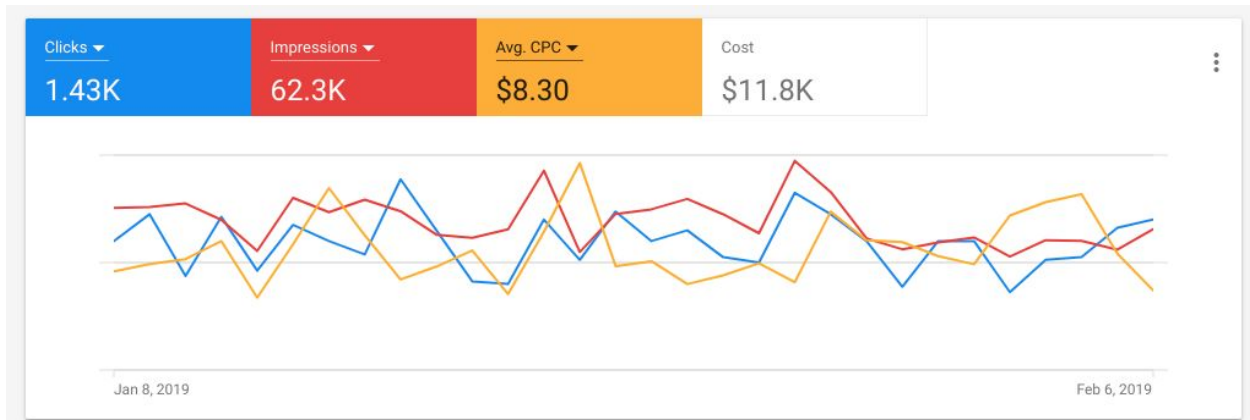 Clicks
Impressions
Avg. CPC
Cost
1.43K
62.3K
$8.30
$11.8K
Jan 8, 2019
Feb 6, 2019